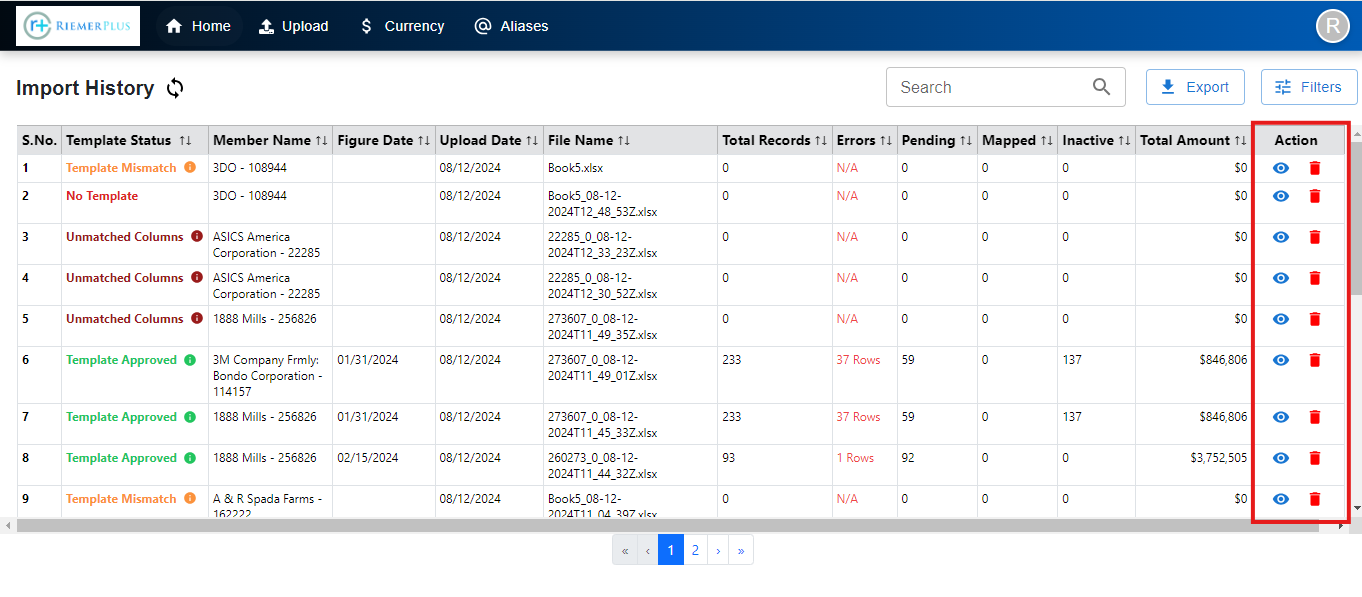 r+ RIEMERPLUS Home Upload $ Currency @ Aliases R
Import History Search Export Filters
S.No. Template Status ↑↓ Member Name ↑↓ Figure Date ↑↓ Upload Date ↑↓ File Name ↑↓ Total Records ↑↓ Errors ↑↓ Pending ↑↓ Mapped ↑↓ Inactive ↑↓ Total Amount ↑↓ Action
1 Template Mismatch 3DO - 108944 08/12/2024 Book5.xlsx 0 N/A 0 0 0 $0
2 No Template 3DO - 108944 08/12/2024 Book5_08-12- 0 N/A 0 0 0 $0
2024T12_48_53Z.xlsx
3 Unmatched Columns ASICS America 08/12/2024 22285_0_08-12- 0 N/A 0 0 0 $0
Corporation - 22285 2024T12_33_23Z.xlsx
4 Unmatched Columns ASICS America 08/12/2024 22285_0_08-12- 0 N/A 0 0 0 $0
Corporation - 22285 2024T12_30_52Z.xlsx
5 Unmatched Columns 1888 Mills - 256826 08/12/2024 273607_0_08-12- 0 N/A 0 0 0 $0
2024T11_49_35Z.xlsx
6 Template Approved 3M Company Frmly: 01/31/2024 08/12/2024 273607_0_08-12- 233 37 Rows 59 0 137 $846,806
Bondo Corporation - 2024T11_49_01Z.xlsx
114157
7 Template Approved 1888 Mills - 256826 01/31/2024 08/12/2024 273607_0_08-12- 233 37 Rows 59 0 137 $846,806
2024T11_45_33Z.xlsx
8 Template Approved 1888 Mills - 256826 02/15/2024 08/12/2024 260273_0_08-12- 93 1 Rows 92 0 0 $3,752,505
2024T11_44_32Z.xlsx
9 Template Mismatch A & R Spada Farms - 08/12/2024 Book5_08-12- 0 N/A 0 0 0 $0
162222 2024T11_04_39Z.xlsx
« ‹ 1 2 › »